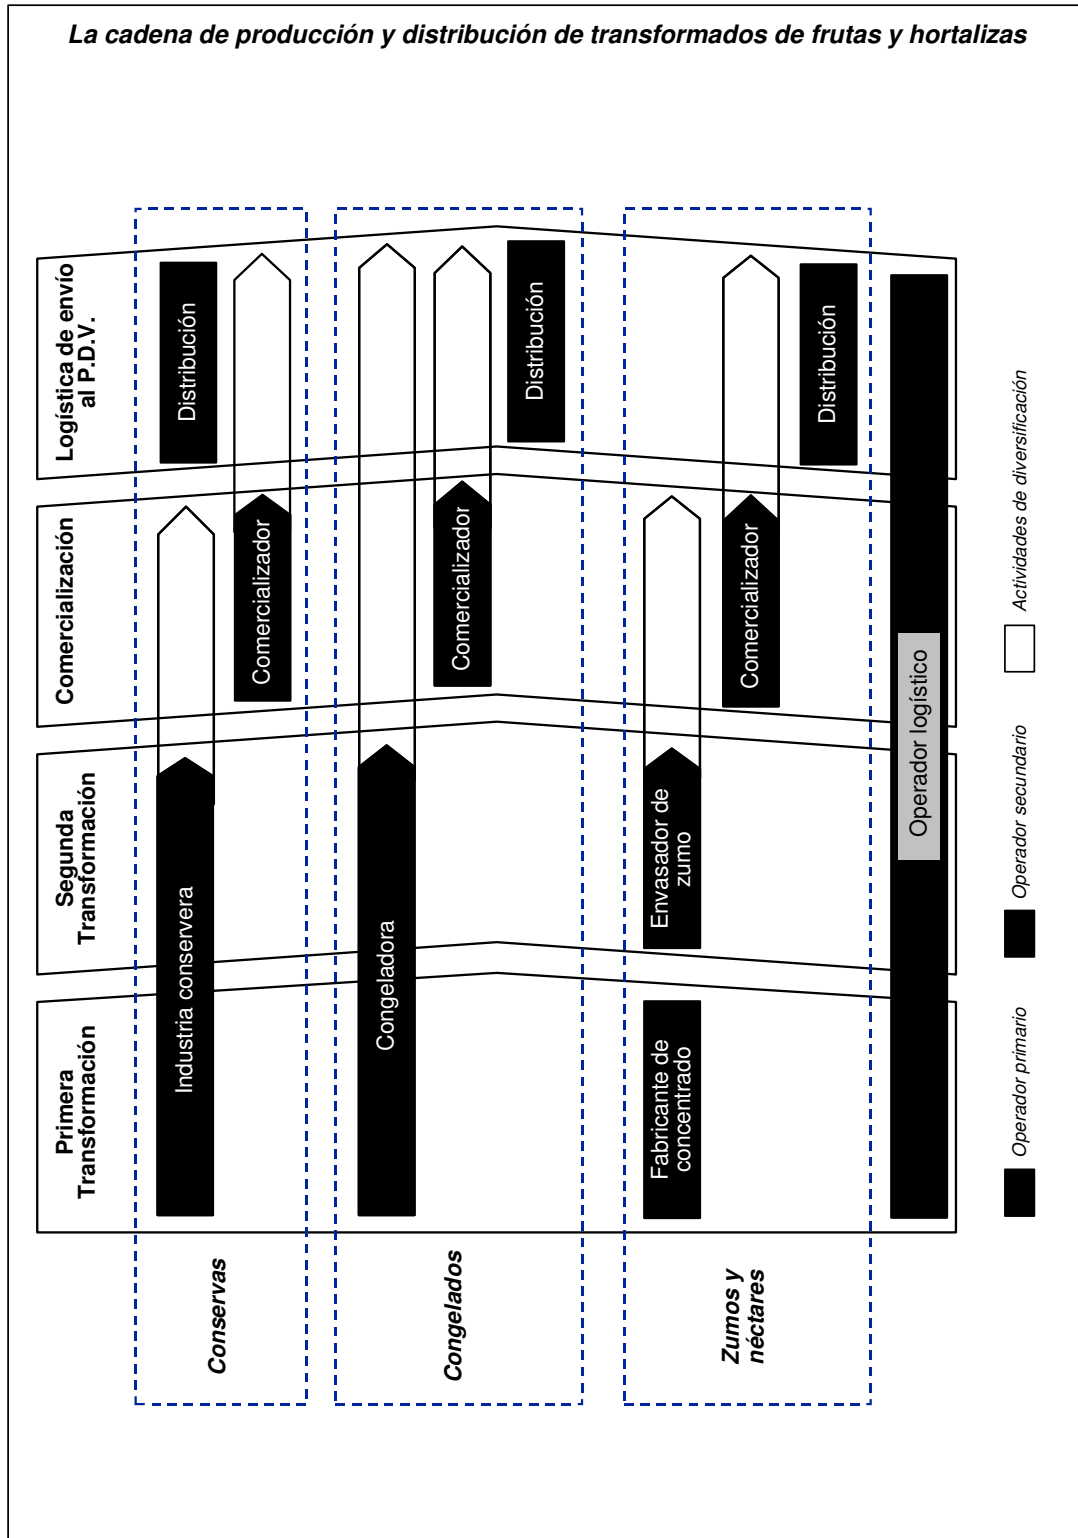 La cadena de producción y distribución de transformados de frutas y hortalizas
Primera
Transformación
Segunda
Transformación
Comercialización
Logística de envío
al P.D.V.
Conservas
Industria conservera
Distribución
Comercializador
Congelados
Congeladora
Comercializador
Distribución
Zumos y
néctares
Fabricante de
concentrado
Envasador de
zumo
Comercializador
Distribución
Operador logístico
Operador primario
Operador secundario
Actividades de diversificación